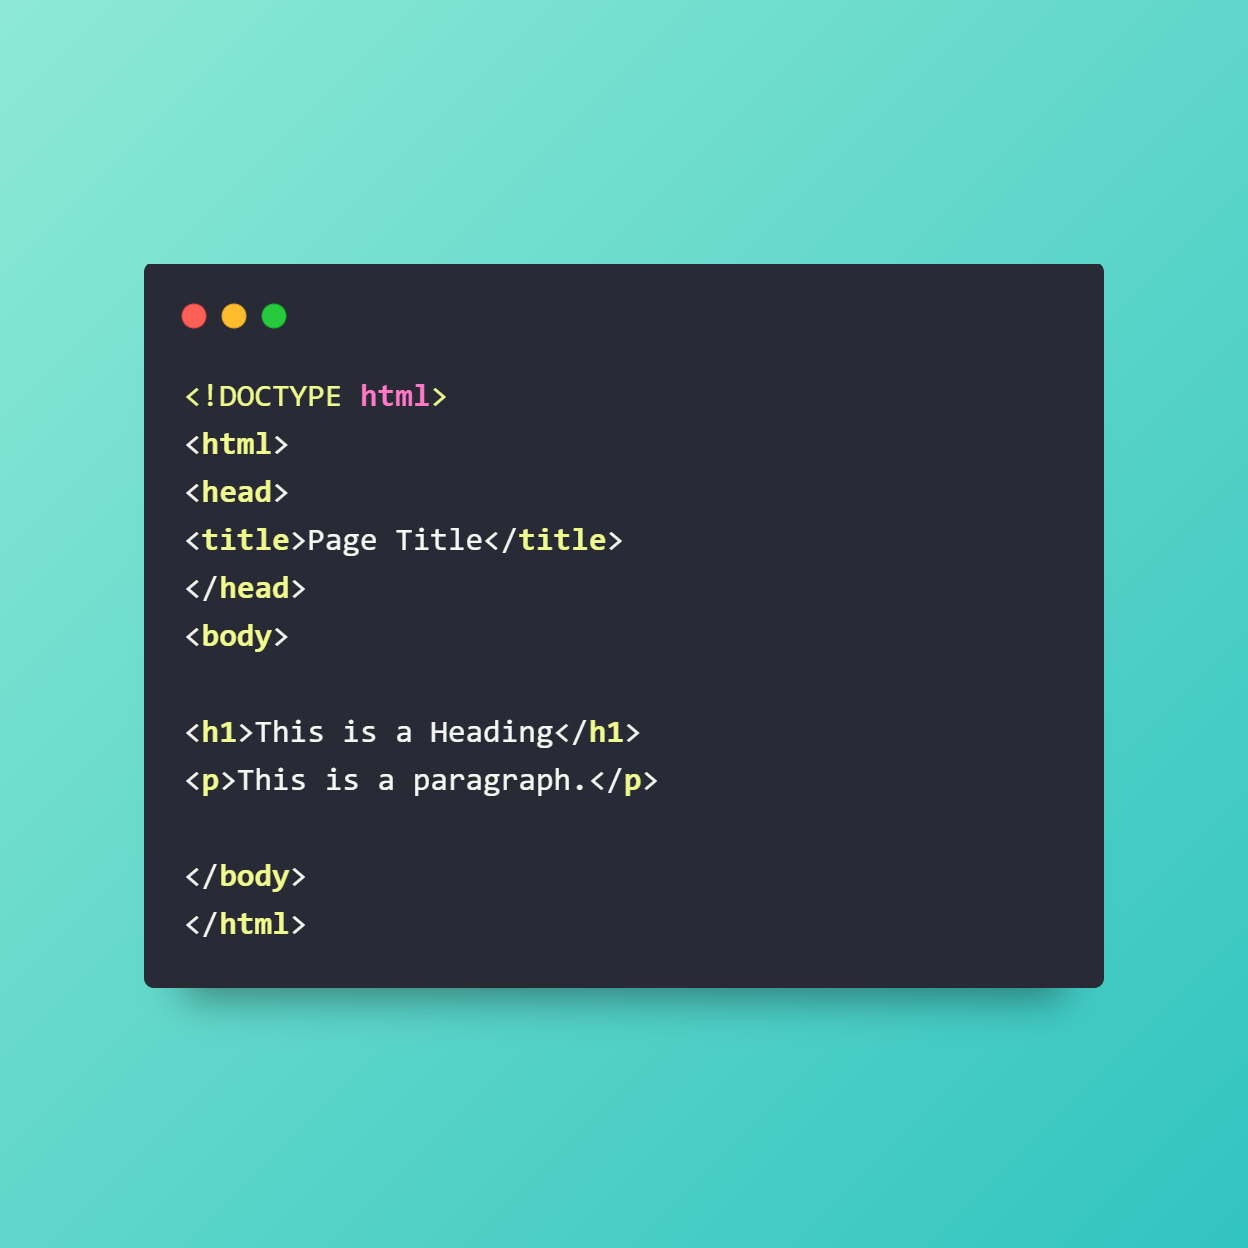 <!DOCTYPE html>
<html>
<head>
<title>Page Title</title>
</head>
<body>
<h1>This is a Heading</h1>
<p>This is a paragraph.</p>
</body>
</html>